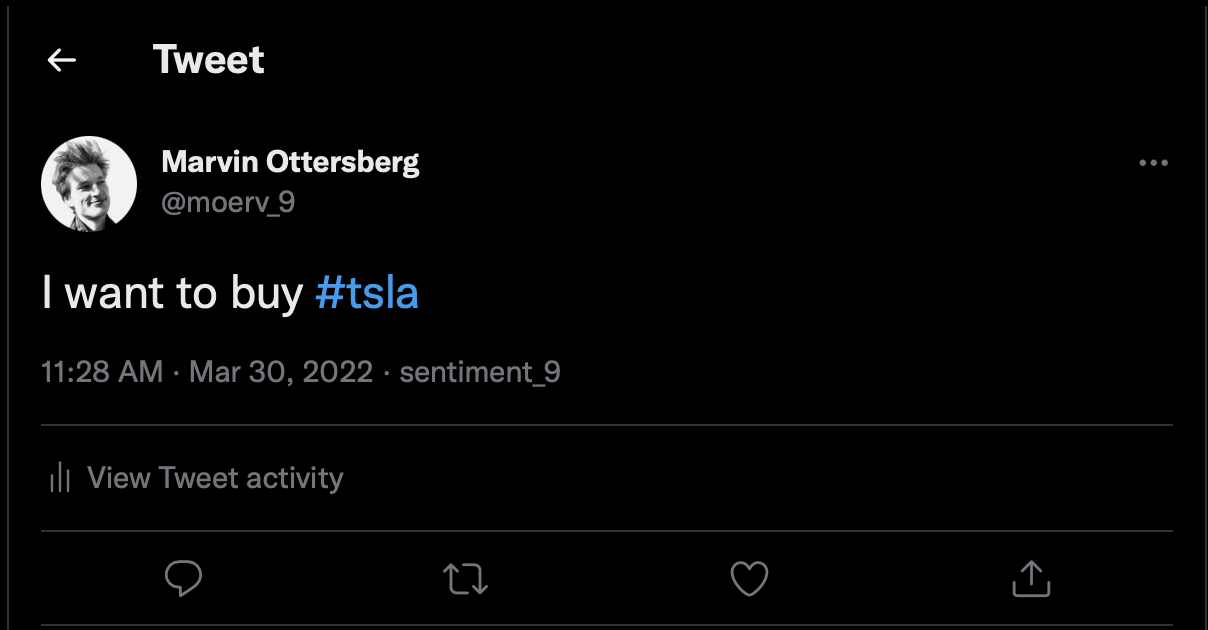 Tweet
Marvin Ottersberg
@moerv_9
I want to buy #tsla
11:28 AM · Mar 30, 2022 · sentiment_9
View Tweet activity